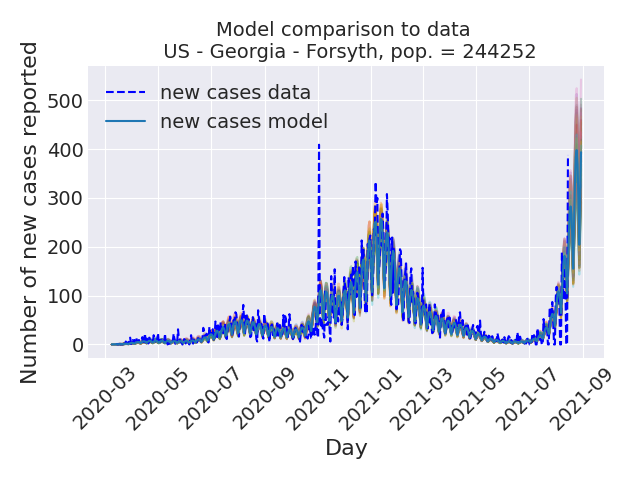 Model comparison to data
US - Georgia - Forsyth, pop. = 244252
Number of new cases reported
500
400
300
200
100
0
new cases data
new cases model
2020-03
2020-05
2020-07
2020-09
2020-11
2021-01
2021-03
2021-05
2021-07
2021-09
Day